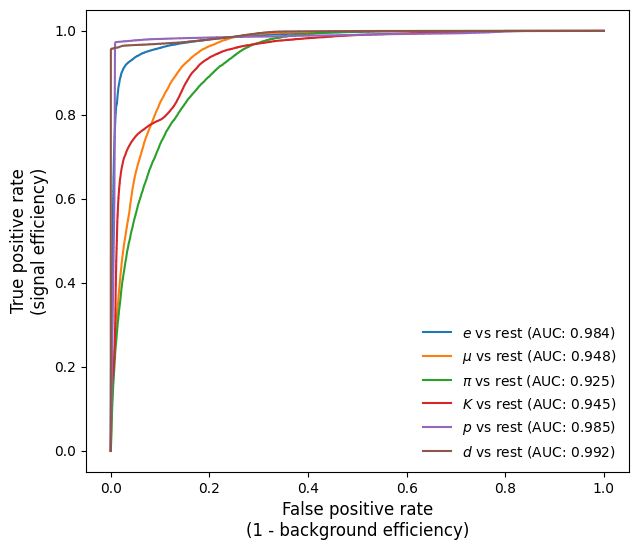 1.0
0.8
0.6
0.4
0.2
0.0
True positive rate
(signal efficiency)
e vs rest (AUC: 0.984)
μ vs rest (AUC: 0.948)
π vs rest (AUC: 0.925)
K vs rest (AUC: 0.945)
p vs rest (AUC: 0.985)
d vs rest (AUC: 0.992)
0.0 0.2 0.4 0.6 0.8 1.0
False positive rate
(1 - background efficiency)